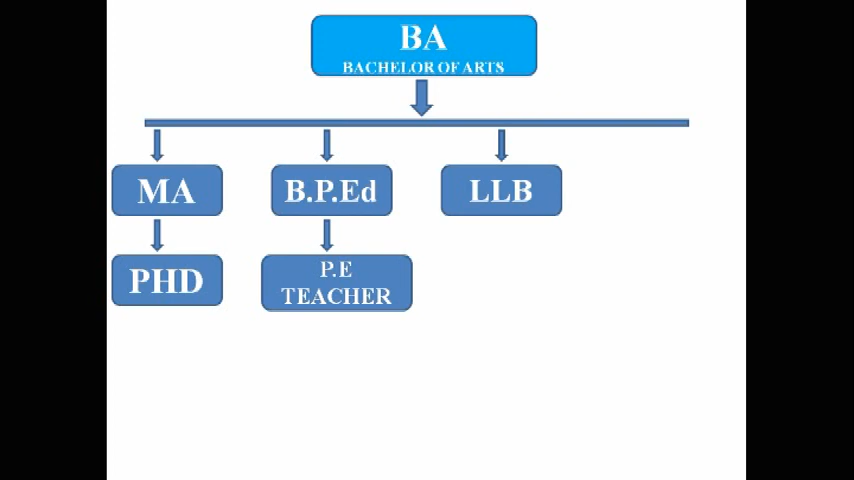 BA
BACHELOR OF ARTS
MA
B.P.Ed
LLB
PHD
P.E
TEACHER